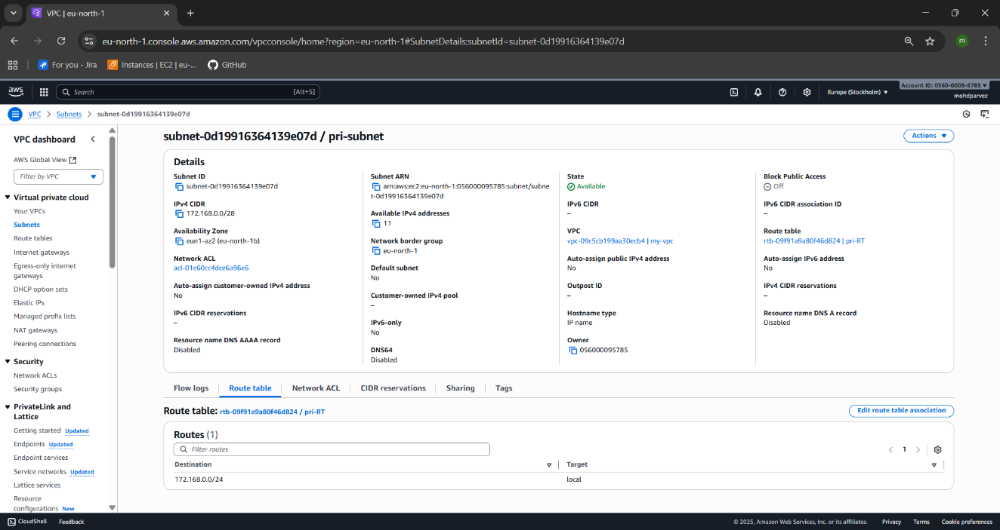 VPC | eu-north-1
eu-north-1.console.aws.amazon.com/vpcconsole/home?region=eu-north-1#SubnetDetails:subnetId=subnet-0d19916364139e07d
m
For you - Jira
Instances | EC2 | eu-...
GitHub
aws
Search
[Alt+S]
Europe (Stockholm)
Account ID: 0560-0009-5785
mohdparvez
VPC
Subnets
subnet-0d19916364139e07d
VPC dashboard
AWS Global View
Filter by VPC
Virtual private cloud
Your VPCs
Subnets
Route tables
Internet gateways
Egress-only internet
gateways
DHCP option sets
Elastic IPs
Managed prefix lists
NAT gateways
Peering connections
Security
Network ACLs
Security groups
PrivateLink and
Lattice
Getting started Updated
Endpoints Updated
Endpoint services
Service networks Updated
Lattice services
Resource
configurations New
subnet-0d19916364139e07d / pri-subnet
Actions
Details
Subnet ID
subnet-0d19916364139e07d
IPv4 CIDR
172.168.0.0/28
Availability Zone
eun1-az2 (eu-north-1b)
Network ACL
acl-01e60cc4dce6a96e6
Auto-assign customer-owned IPv4 address
No
IPv6 CIDR reservations
–
Resource name DNS AAAA record
Disabled
Subnet ARN
arn:aws:ec2:eu-north-1:056000095785:subnet/subne
t-0d19916364139e07d
Available IPv4 addresses
11
Network border group
eu-north-1
Default subnet
No
Customer-owned IPv4 pool
–
IPv6-only
No
DNS64
Disabled
State
Available
IPv6 CIDR
–
VPC
vpc-09c5cb199aa30ecb4 | my-vpc
Auto-assign public IPv4 address
No
Outpost ID
–
Hostname type
IP name
Owner
056000095785
Block Public Access
Off
IPv6 CIDR association ID
–
Route table
rtb-09f91a9a80f46d824 | pri-RT
Auto-assign IPv6 address
No
IPv4 CIDR reservations
–
Resource name DNS A record
Disabled
Flow logs
Route table
Network ACL
CIDR reservations
Sharing
Tags
Route table: rtb-09f91a9a80f46d824 / pri-RT
Edit route table association
Routes (1)
Filter routes
1
Destination
Target
172.168.0.0/24
local
CloudShell
Feedback
© 2025, Amazon Web Services, Inc. or its affiliates.
Privacy
Terms
Cookie preferences